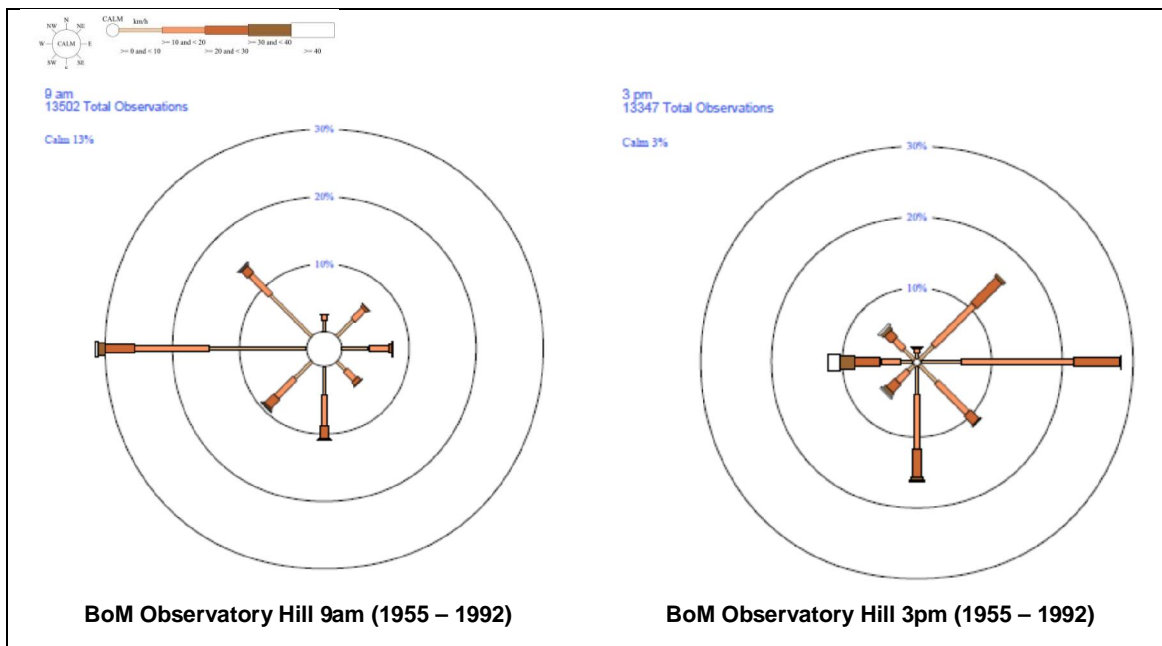 N
NW NE
W CALM E
SW SE
CALM km/h
>= 10 and < 20 >= 30 and < 40
>= 0 and < 10 >= 20 and < 30 >= 40
9 am
13502 Total Observations
Calm 13%
30%
20%
10%
BoM Observatory Hill 9am (1955 – 1992)
3 pm
13347 Total Observations
Calm 3%
30%
20%
10%
BoM Observatory Hill 3pm (1955 – 1992)